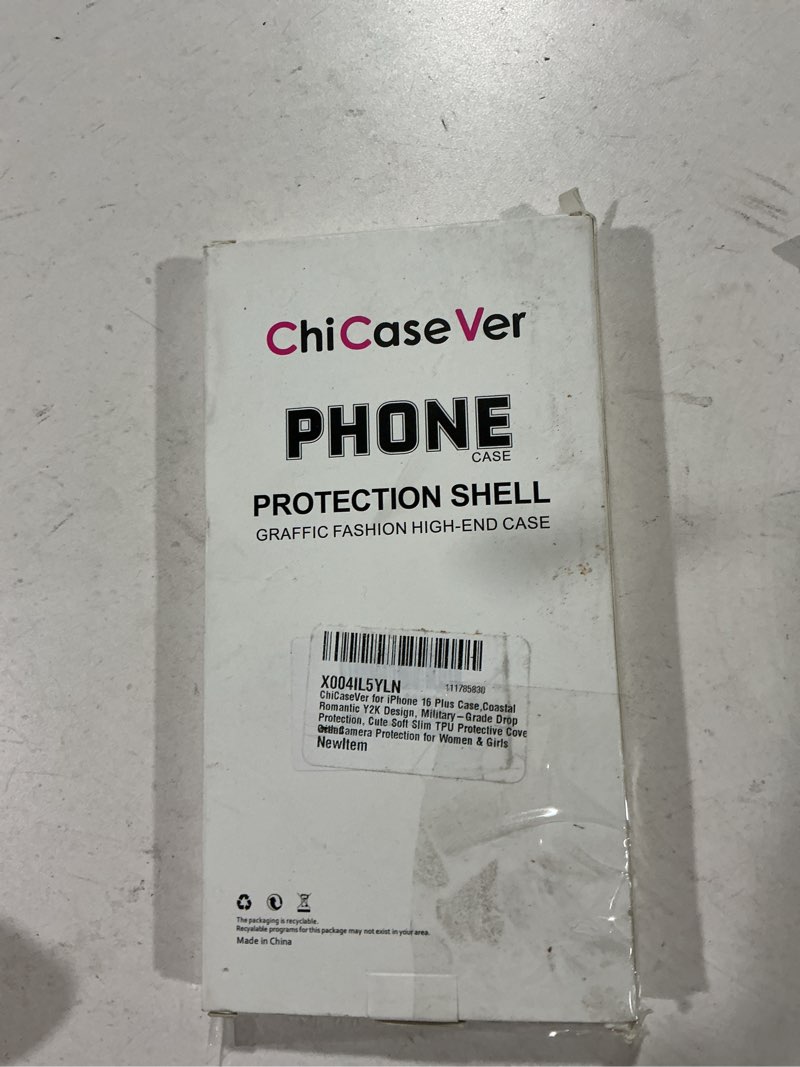 ChiCaseVer
PHONE
CASE
PROTECTION SHELL
GRAFFIC FASHION HIGH-END CASE
X004IL5YLN 111785830
ChiCaseVer for iPhone 16 Plus Case,Coastal
Romantic Y2K Design, Military-Grade Drop
Protection, Cute Soft Slim TPU Protective Cove
Camera Protection for Women & Girls
NewItem
The packaging is recyclable.
Recyalable programs for this package may not exist in your area.
Made in China